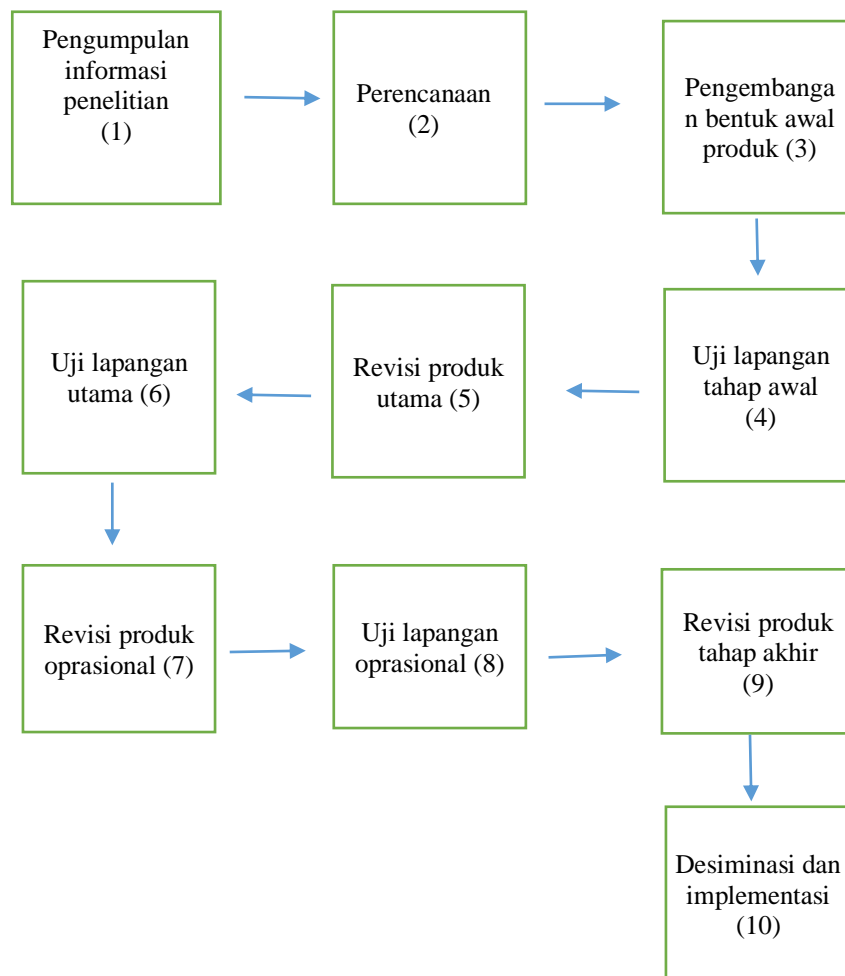 Pengumpulan
informasi
penelitian
(1)
Perencanaan
(2)
Pengembanga
n bentuk awal
produk (3)
Uji lapangan
tahap awal
(4)
Revisi produk
utama (5)
Uji lapangan
utama (6)
Revisi produk
oprasional (7)
Uji lapangan
oprasional (8)
Revisi produk
tahap akhir
(9)
Desiminasi dan
implementasi
(10)